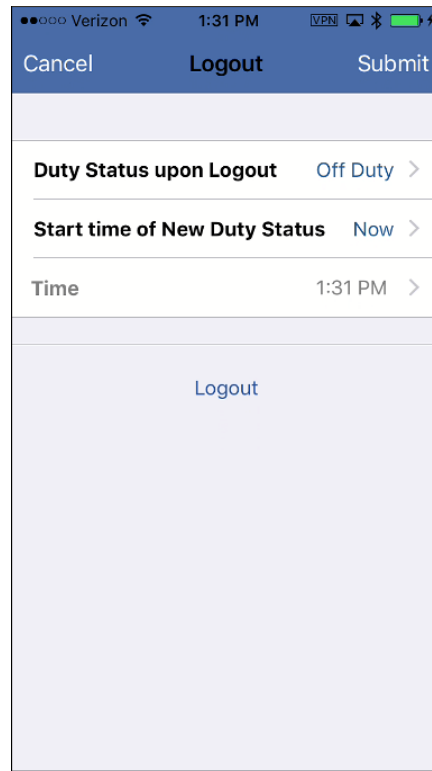 Verizon 1:31 PM VPN
Cancel Logout Submit
Duty Status upon Logout Off Duty
Start time of New Duty Status Now
Time 1:31 PM
Logout